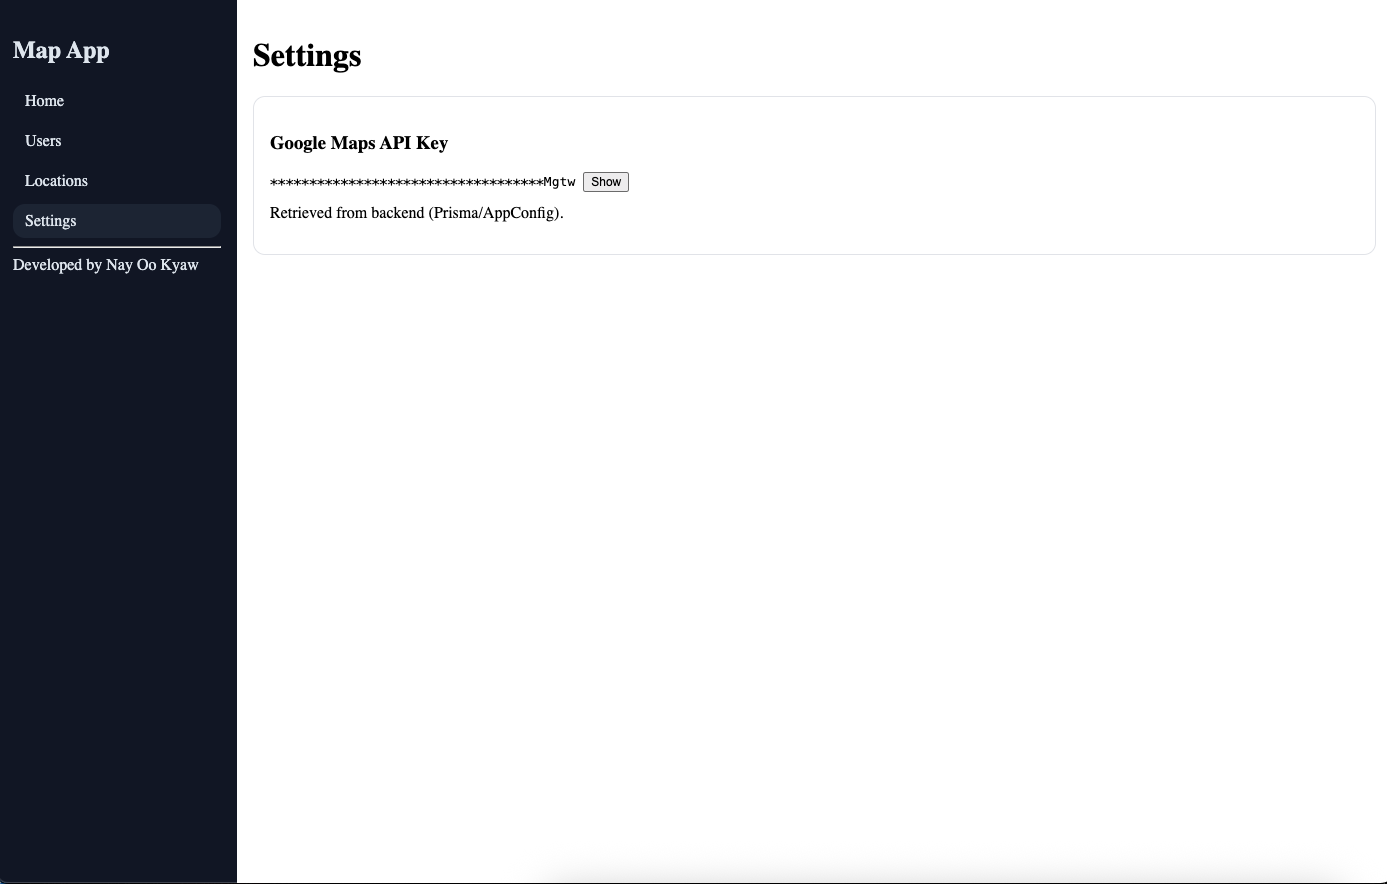 Map App
Home
Users
Locations
Settings
Developed by Nay Oo Kyaw
Settings
Google Maps API Key
***********************************Mgtw Show
Retrieved from backend (Prisma/AppConfig).